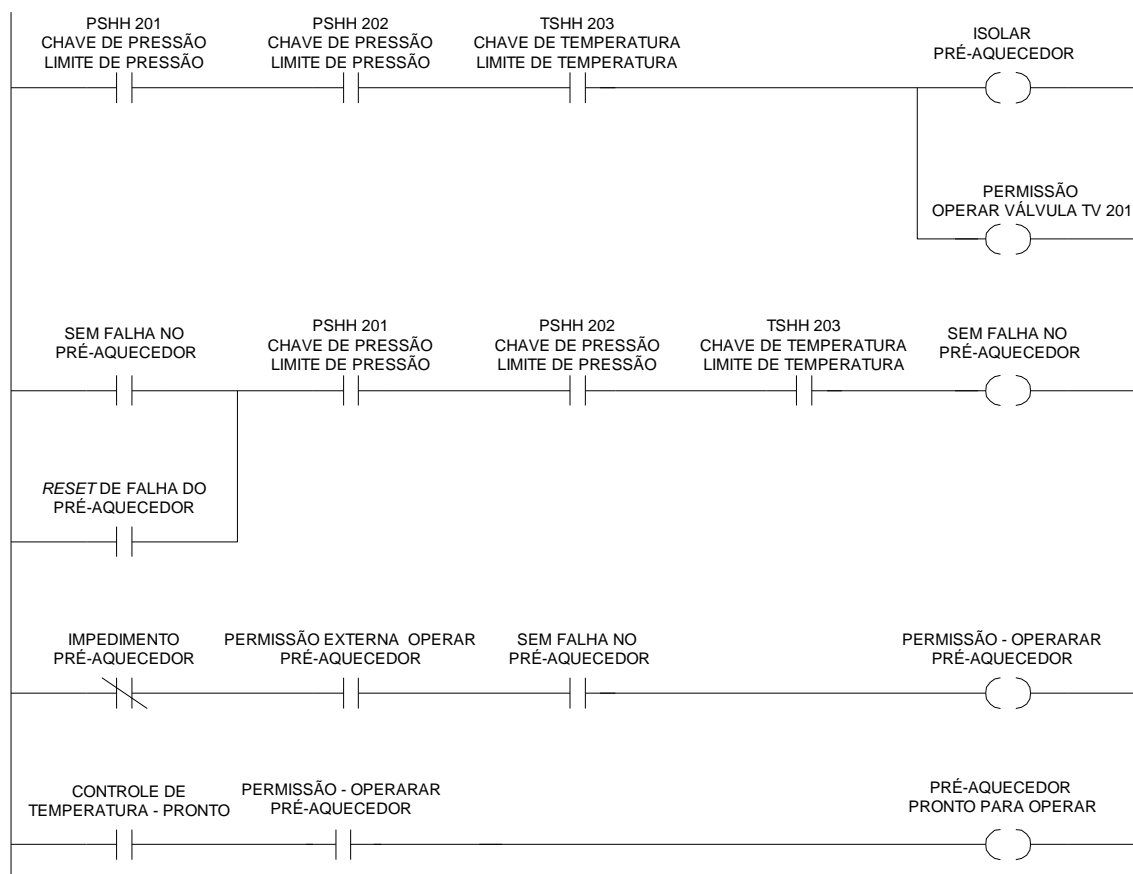 PSHH 201
CHAVE DE PRESSÃO
LIMITE DE PRESSÃO
PSHH 202
CHAVE DE PRESSÃO
LIMITE DE PRESSÃO
TSHH 203
CHAVE DE TEMPERATURA
LIMITE DE TEMPERATURA
ISOLAR
PRÉ-AQUECEDOR
PERMISSÃO
OPERAR VÁLVULA TV 201
SEM FALHA NO
PRÉ-AQUECEDOR
PSHH 201
CHAVE DE PRESSÃO
LIMITE DE PRESSÃO
PSHH 202
CHAVE DE PRESSÃO
LIMITE DE PRESSÃO
TSHH 203
CHAVE DE TEMPERATURA
LIMITE DE TEMPERATURA
SEM FALHA NO
PRÉ-AQUECEDOR
RESET DE FALHA DO
PRÉ-AQUECEDOR
IMPEDIMENTO
PRÉ-AQUECEDOR
PERMISSÃO EXTERNA OPERAR
PRÉ-AQUECEDOR
SEM FALHA NO
PRÉ-AQUECEDOR
PERMISSÃO - OPERARAR
PRÉ-AQUECEDOR
CONTROLE DE
TEMPERATURA - PRONTO
PERMISSÃO - OPERARAR
PRÉ-AQUECEDOR
PRÉ-AQUECEDOR
PRONTO PARA OPERAR